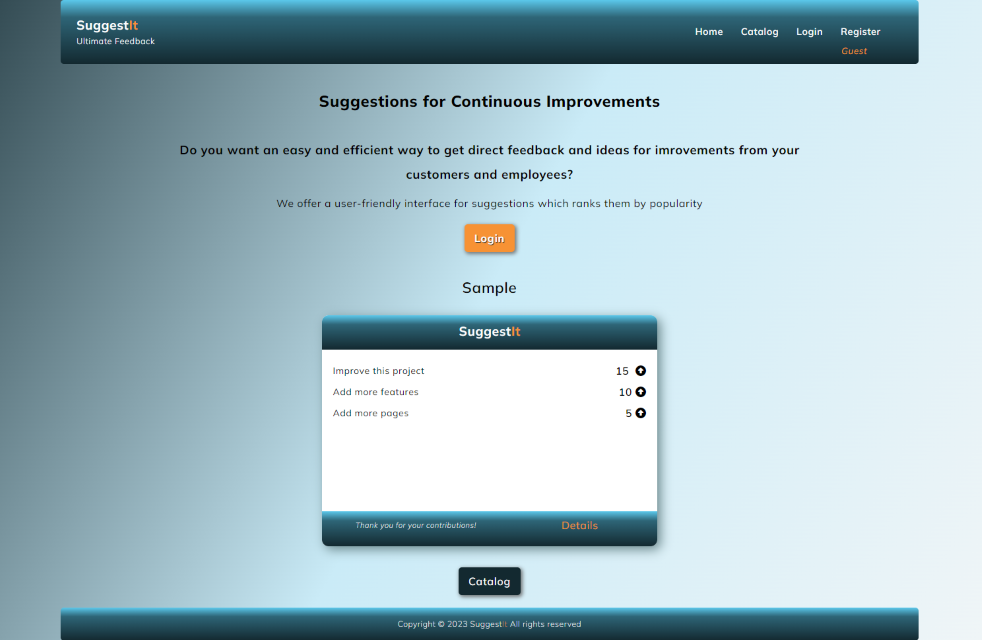 SuggestIt
Ultimate Feedback
Home Catalog Login Register
Guest
Suggestions for Continuous Improvements
Do you want an easy and efficient way to get direct feedback and ideas for imrovements from your
customers and employees?
We offer a user-friendly interface for suggestions which ranks them by popularity
Login
Sample
SuggestIt
Improve this project 15
Add more features 10
Add more pages 5
Thank you for your contributions! Details
Catalog
Copyright © 2023 SuggestIt All rights reserved